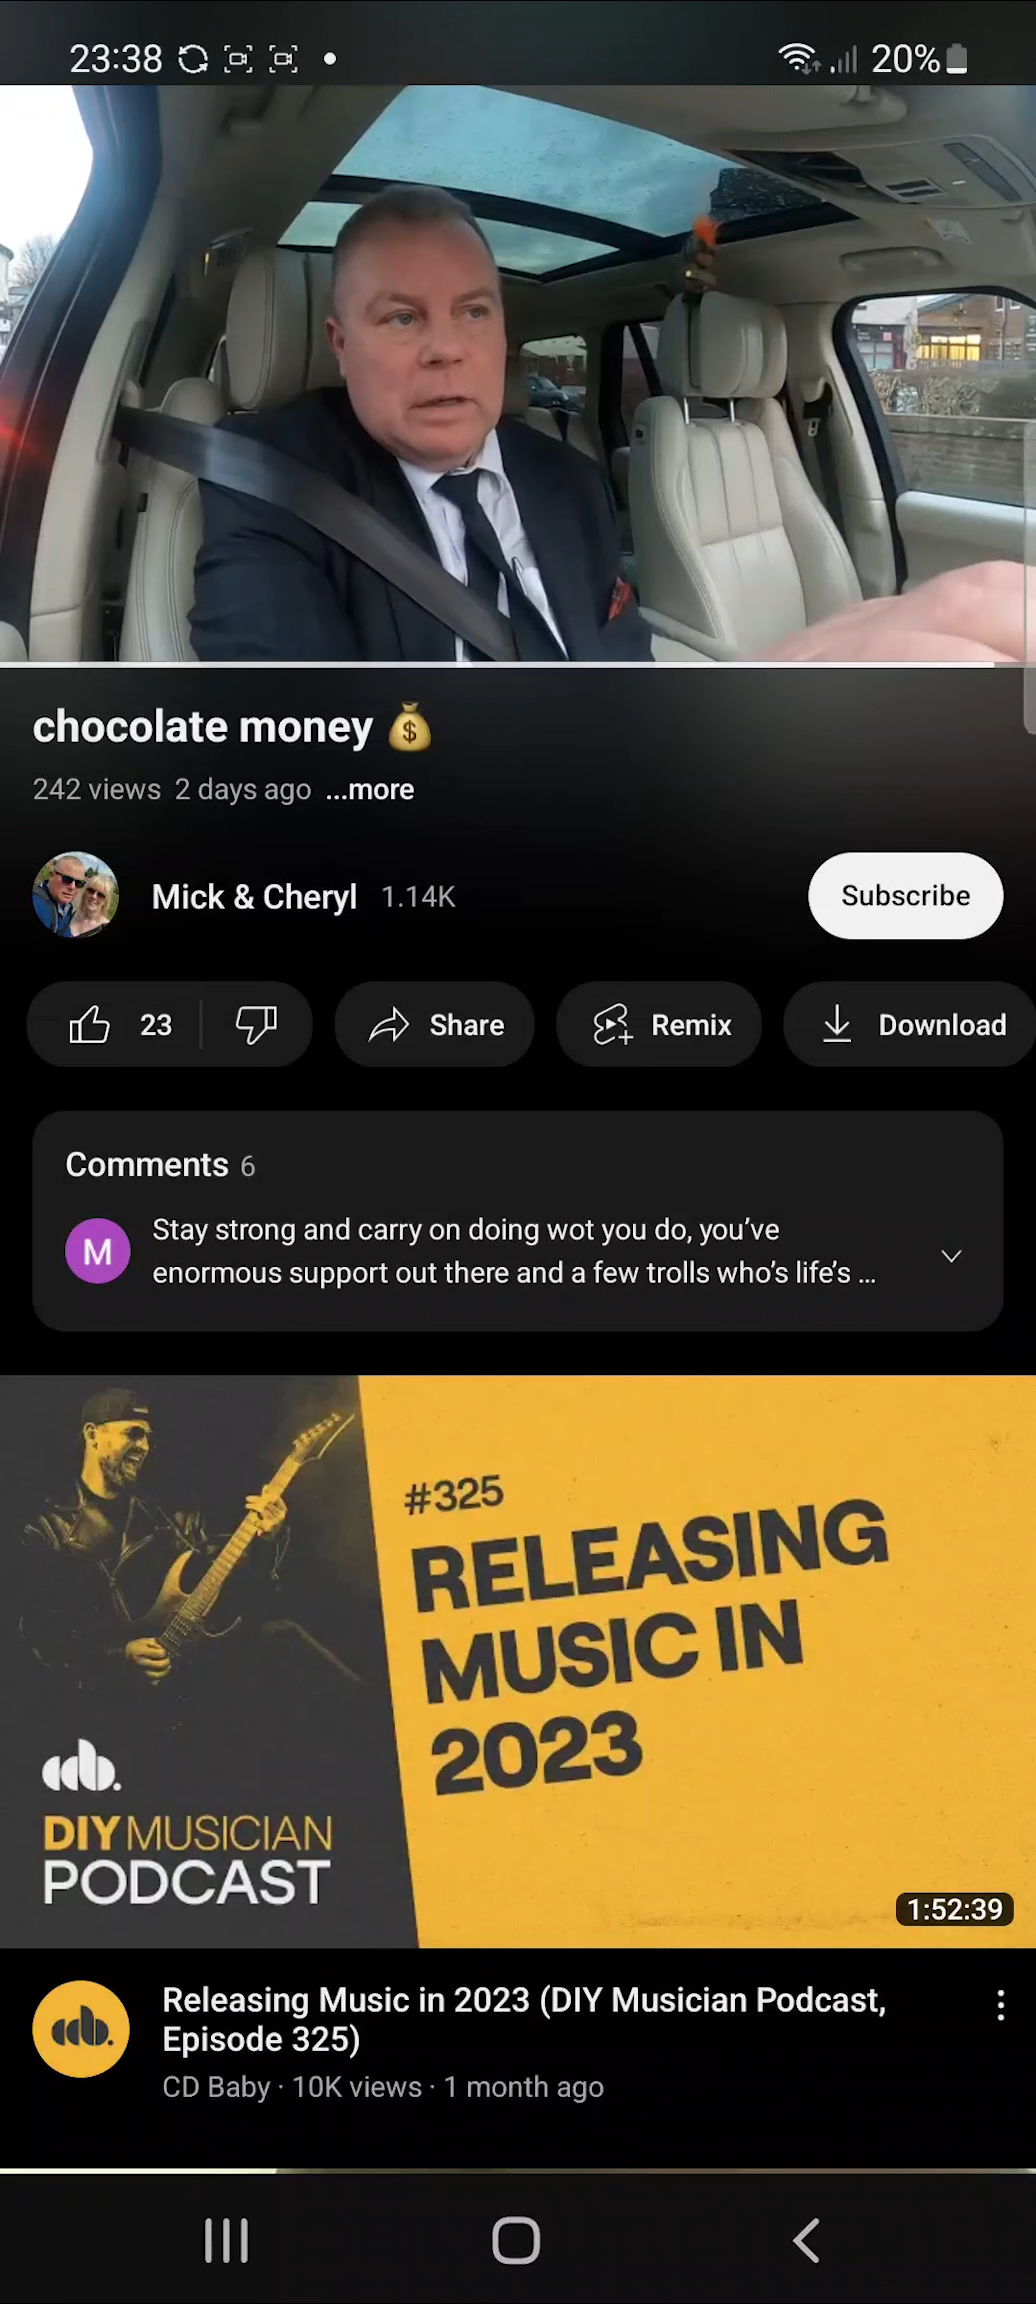 23:38
20%
chocolate money
242 views 2 days ago ...more
Mick & Cheryl 1.14K
Subscribe
23
Share
Remix
Download
Comments 6
M
Stay strong and carry on doing wot you do, you've
enormous support out there and a few trolls who's life's ...
#325
RELEASING
MUSIC IN
2023
cdb.
DIY MUSICIAN
PODCAST
1:52:39
cdb.
Releasing Music in 2023 (DIY Musician Podcast,
Episode 325)
CD Baby · 10K views · 1 month ago